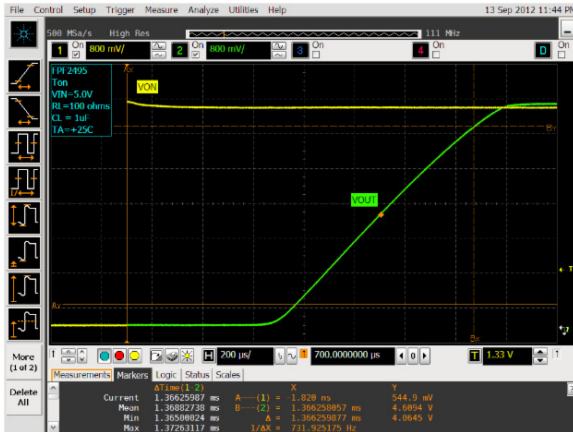 File Control Setup Trigger Measure Analyze Utilities Help 13 Sep 2012 11:44 PM
500 MSa/s High Res 111 MHz
1 On 800 mV/ 2 On 800 mV/ 3 On 4 On D On
FPF2495
Ton
VIN=5.0V
RL=100 ohms
CL = 1uF
TA=+25C
VON
VOUT
Ax
By
Ay
Bx
T
More
(1 of 2)
Delete
All
H 200 µs/ 700.0000000 µs 0 T 1.33 V
Measurements Markers Logic Status Scales
ΔTime(1-2) X Y
Current 1.36625987 ms A---(1) = -1.820 ms 544.9 mV
Mean 1.36882738 ms B---(2) = 1.366258057 ms 4.6094 V
Min 1.36500024 ms Δ = 1.366259877 ms 4.0645 V
Max 1.37263117 ms 1/ΔX = 731.925175 Hz